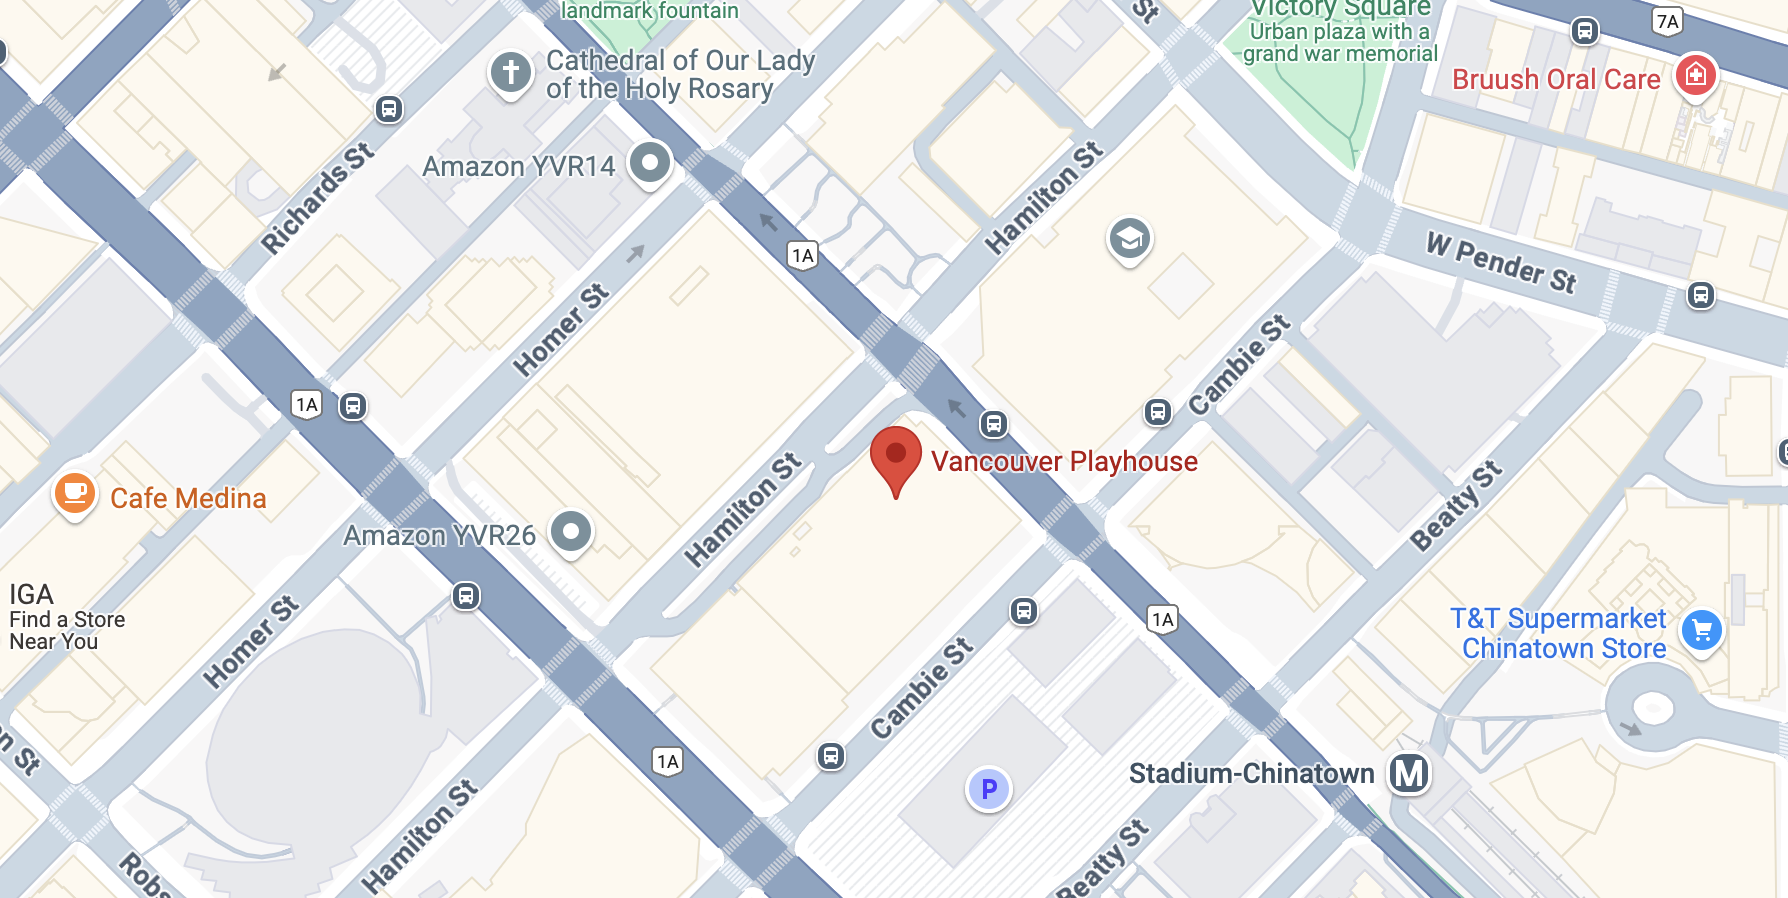 landmark fountain
St
Victory Square
Urban plaza with a
grand war memorial
7A
Bruush Oral Care
Cathedral of Our Lady
of the Holy Rosary
Amazon YVR14
Richards St
Hamilton St
1A
W Pender St
Homer St
Cambie St
1A
Vancouver Playhouse
Cafe Medina
Hamilton St
Beatty St
Amazon YVR26
IGA
Find a Store
Near You
Homer St
1A
T&T Supermarket
Chinatown Store
Cambie St
n St
1A
Stadium-Chinatown
M
P
Hamilton St
Robs
Beatty St